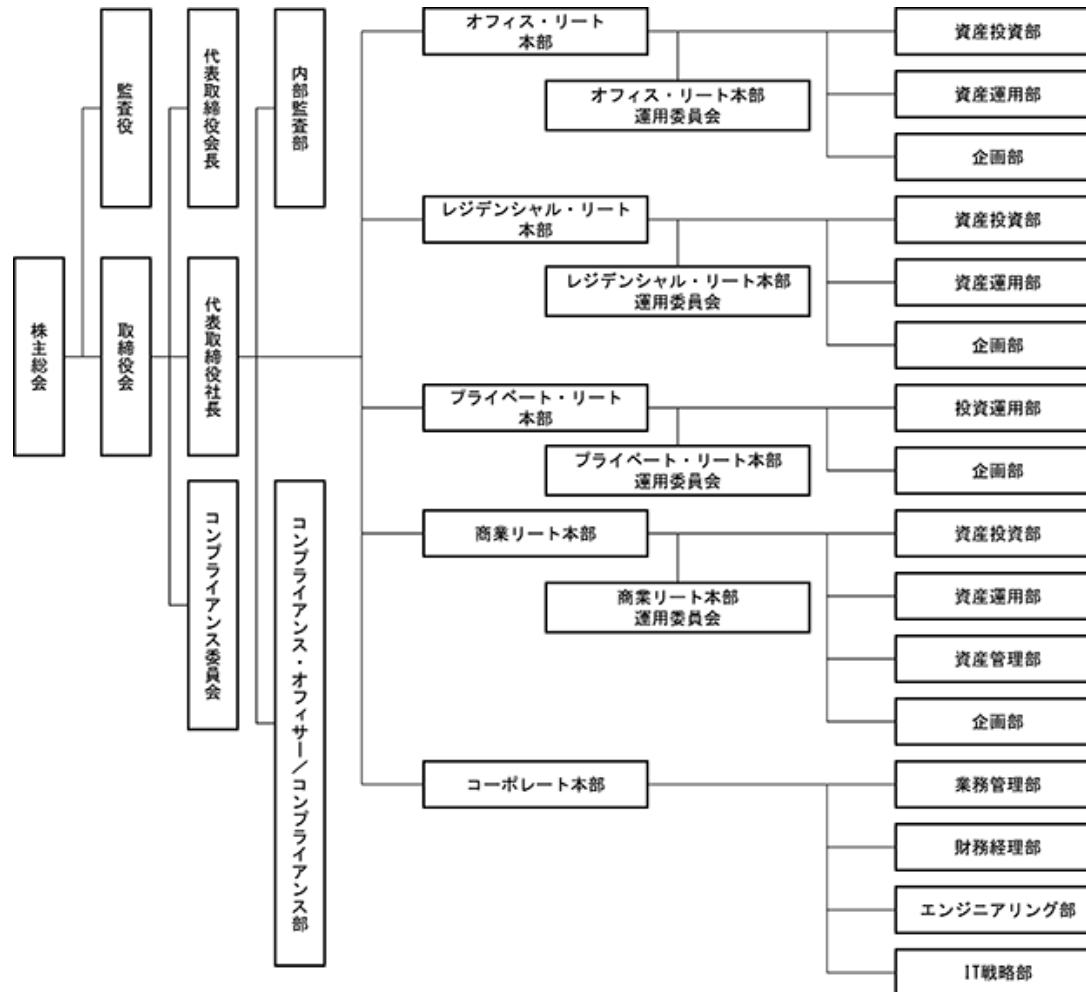 株主総会
監査役
取締役会
代表取締役会長
代表取締役社長
コンプライアンス委員会
内部監査部
コンプライアンス・オフィサー／コンプライアンス部
オフィス・リート
本部
オフィス・リート本部
運用委員会
資産投資部
資産運用部
企画部
レジデンシャル・リート
本部
レジデンシャル・リート本部
運用委員会
資産投資部
資産運用部
企画部
プライベート・リート
本部
プライベート・リート本部
運用委員会
投資運用部
企画部
商業リート本部
商業リート本部
運用委員会
資産投資部
資産運用部
資産管理部
企画部
コーポレート本部
業務管理部
財務経理部
エンジニアリング部
IT戦略部